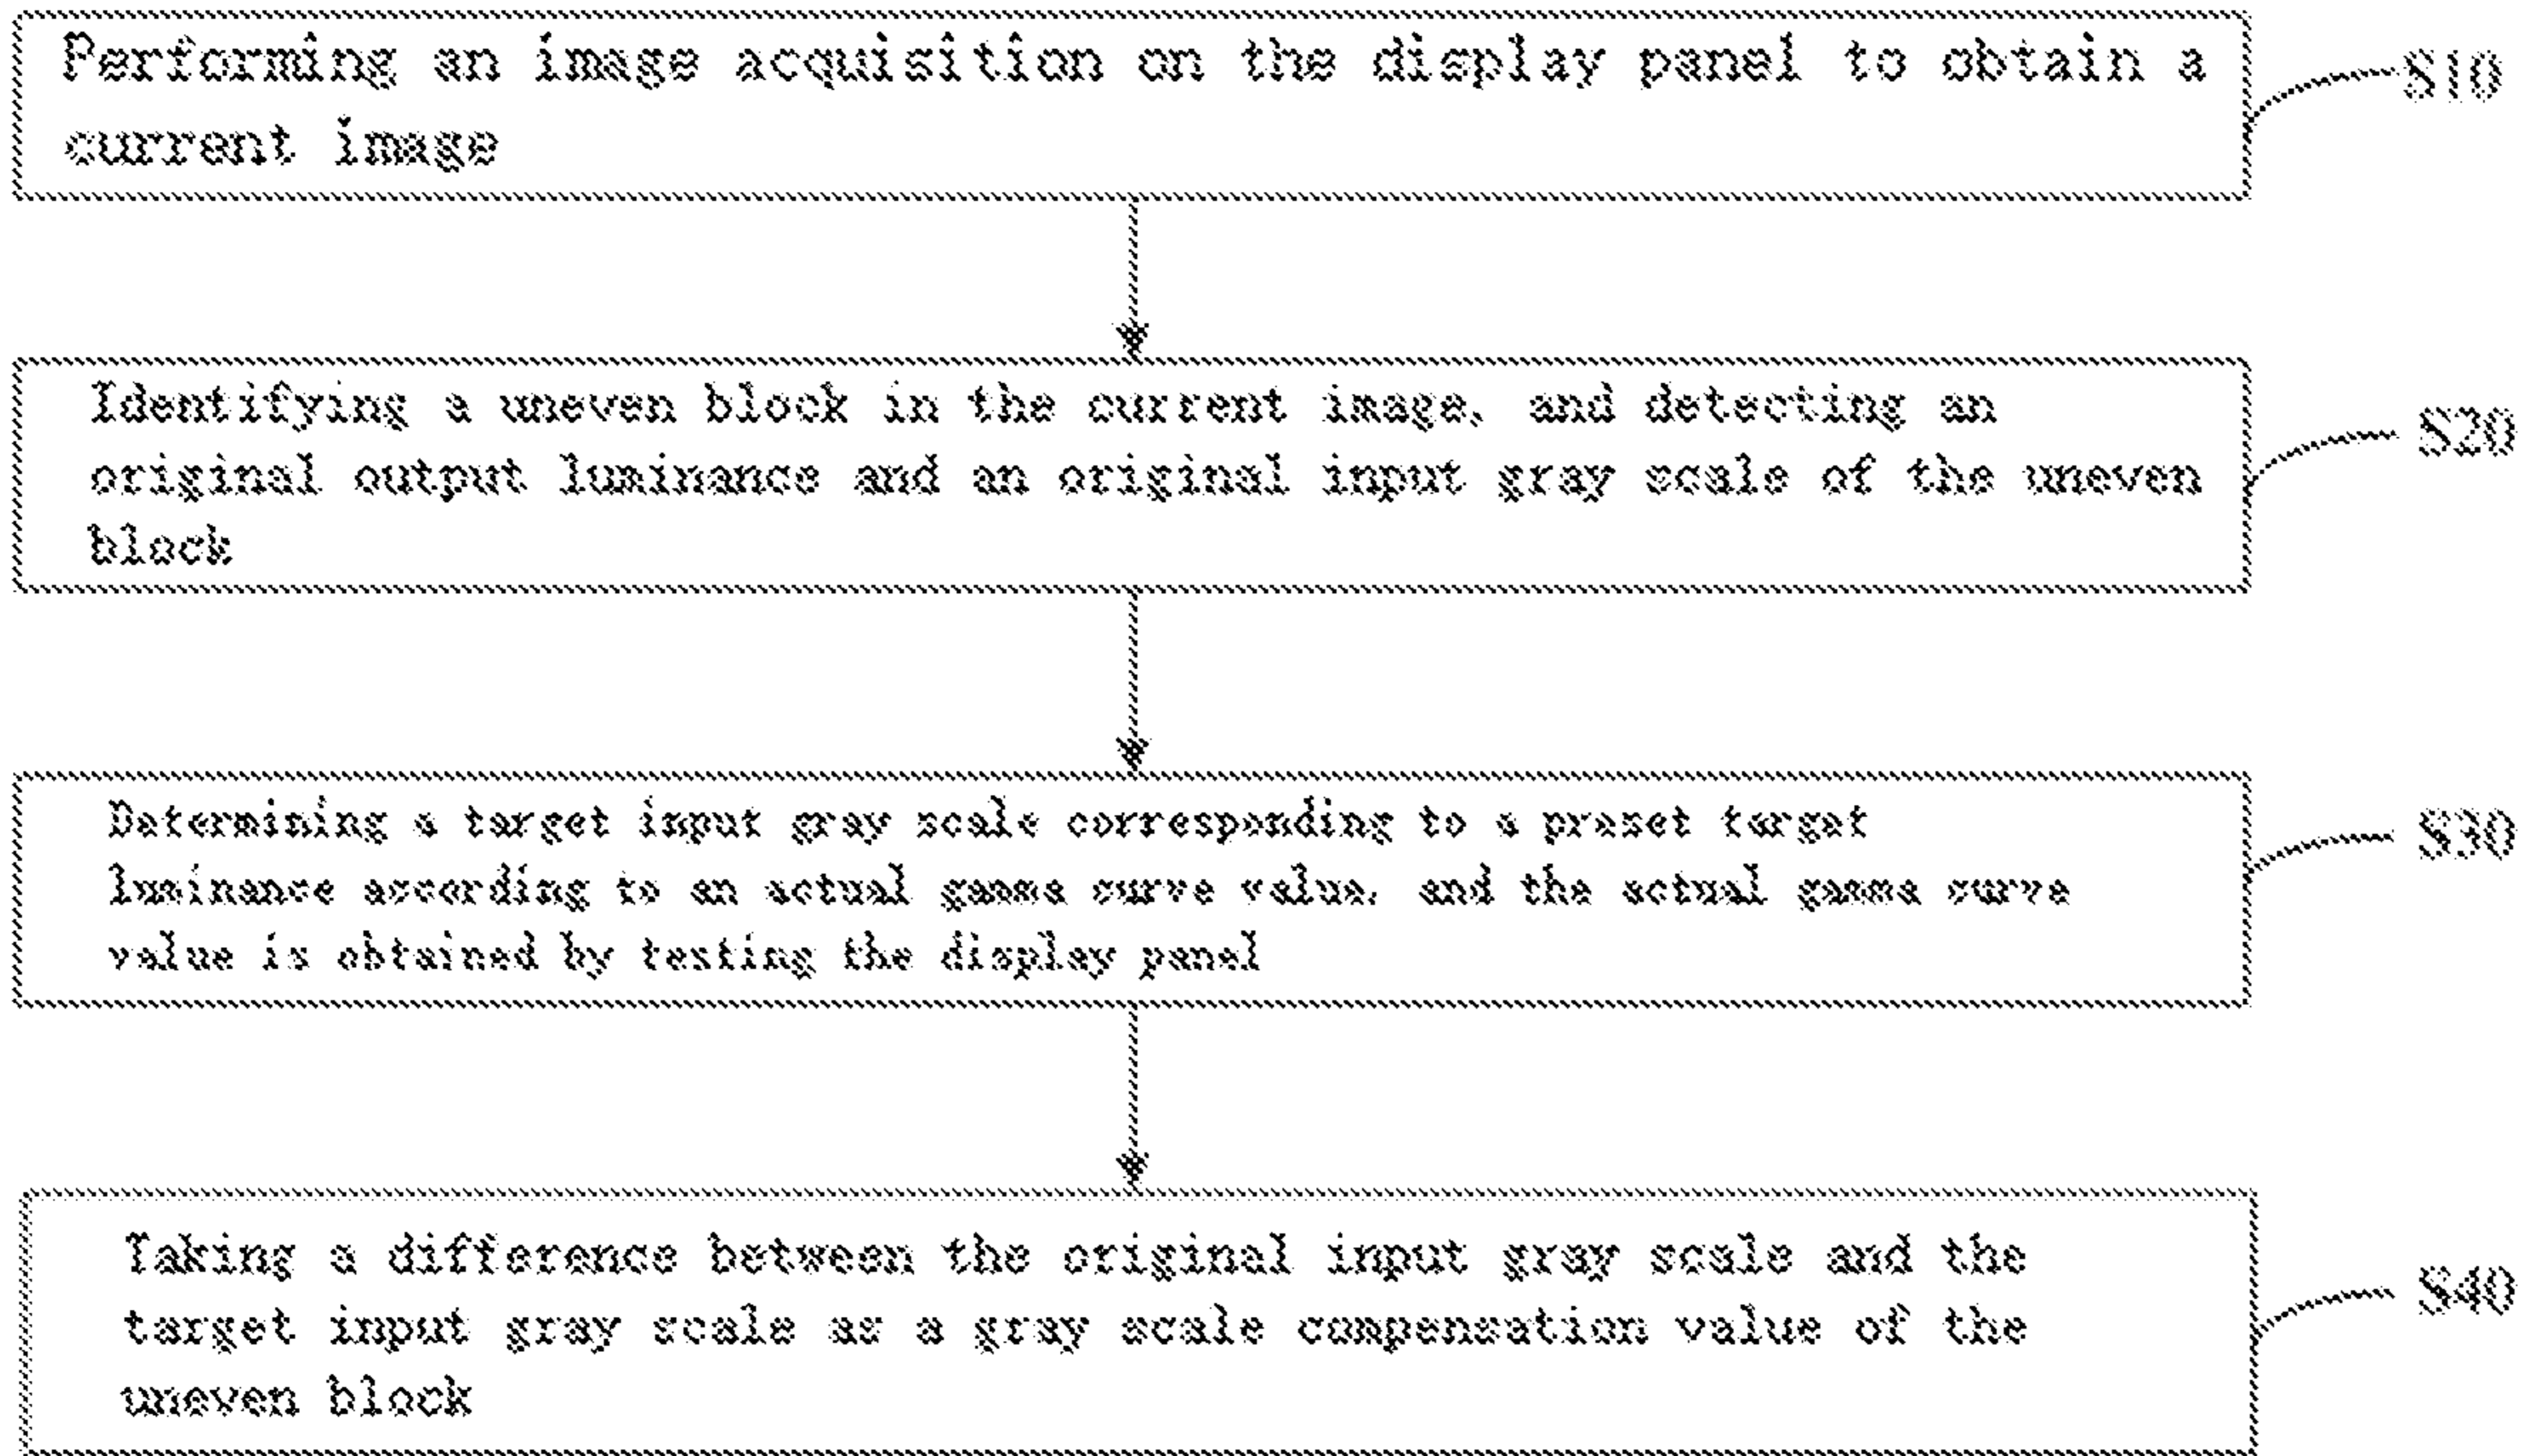 Performing an image acquisition on the display panel to obtain a
current image
S10
Identifying a uneven block in the current image, and detecting an
original output luminance and an original input gray scale of the uneven
block
S20
Determining a target input gray scale corresponding to a preset target
luminance according to an actual gamma curve value, and the actual gamma curve
value is obtained by testing the display panel
S30
Taking a difference between the original input gray scale and the
target input gray scale as a gray scale compensation value of the
uneven block
S40